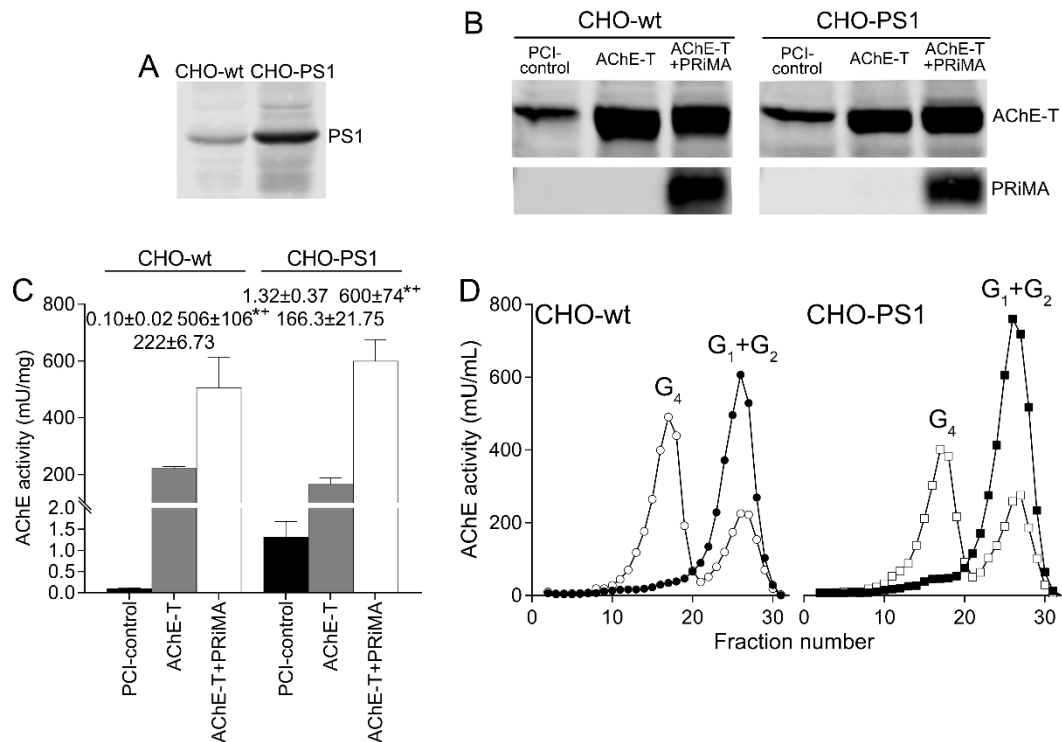 A
CHO-wt CHO-PS1
PS1
B
CHO-wt CHO-PS1
PCI-control AChE-T AChE-T +PRiMA PCI-control AChE-T AChE-T +PRiMA
AChE-T
PRiMA
C
CHO-wt CHO-PS1
1.32±0.37 600±74*+
0.10±0.02 506±106*+ 166.3±21.75
222±6.73
AChE activity (mU/mg)
800
600
400
200
2.0
1.5
1.0
0.5
0.0
PCI-control
AChE-T
AChE-T+PRiMA
PCI-control
AChE-T
AChE-T+PRiMA
D
CHO-wt
CHO-PS1
G4
G1+G2
G4
G1+G2
AChE activity (mU/mL)
800
600
400
200
0
0 10 20 30 0 10 20 30
Fraction number